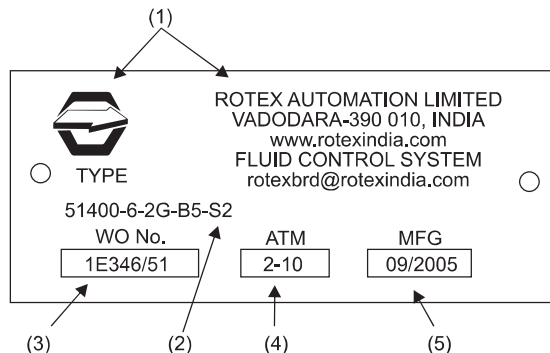 (1)
ROTEX AUTOMATION LIMITED
VADODARA-390 010, INDIA
www.rotexindia.com
FLUID CONTROL SYSTEM
rotexbrd@rotexindia.com
TYPE
51400-6-2G-B5-S2
WO No. ATM MFG
1E346/51 2-10 09/2005
(3) (2) (4) (5)